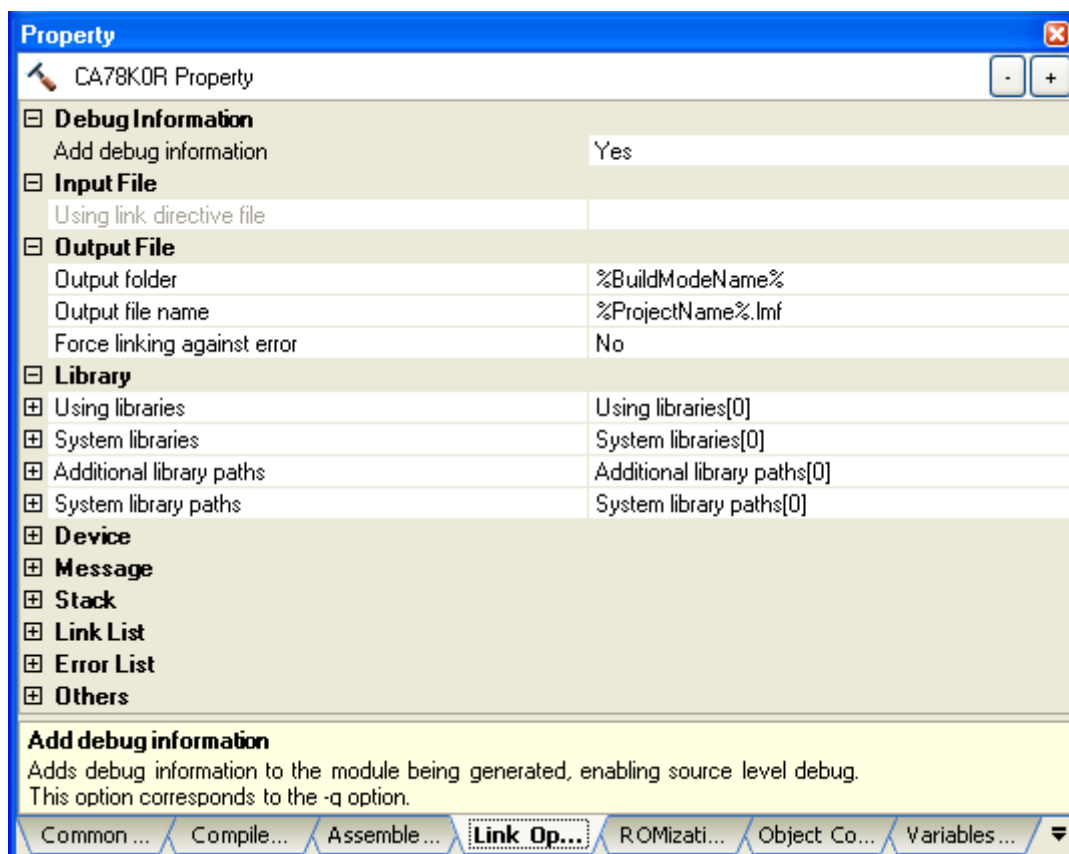 Property
CA78K0R Property
- +
Debug Information
Add debug information Yes
Input File
Using link directive file
Output File
Output folder %BuildModeName%
Output file name %ProjectName%.lmf
Force linking against error No
Library
Using libraries Using libraries[0]
System libraries System libraries[0]
Additional library paths Additional library paths[0]
System library paths System library paths[0]
Device
Message
Stack
Link List
Error List
Others
Add debug information
Adds debug information to the module being generated, enabling source level debug.
This option corresponds to the -g option.
Common ... Compile... Assemble ... Link Op... ROMizati... Object Co... Variables ...